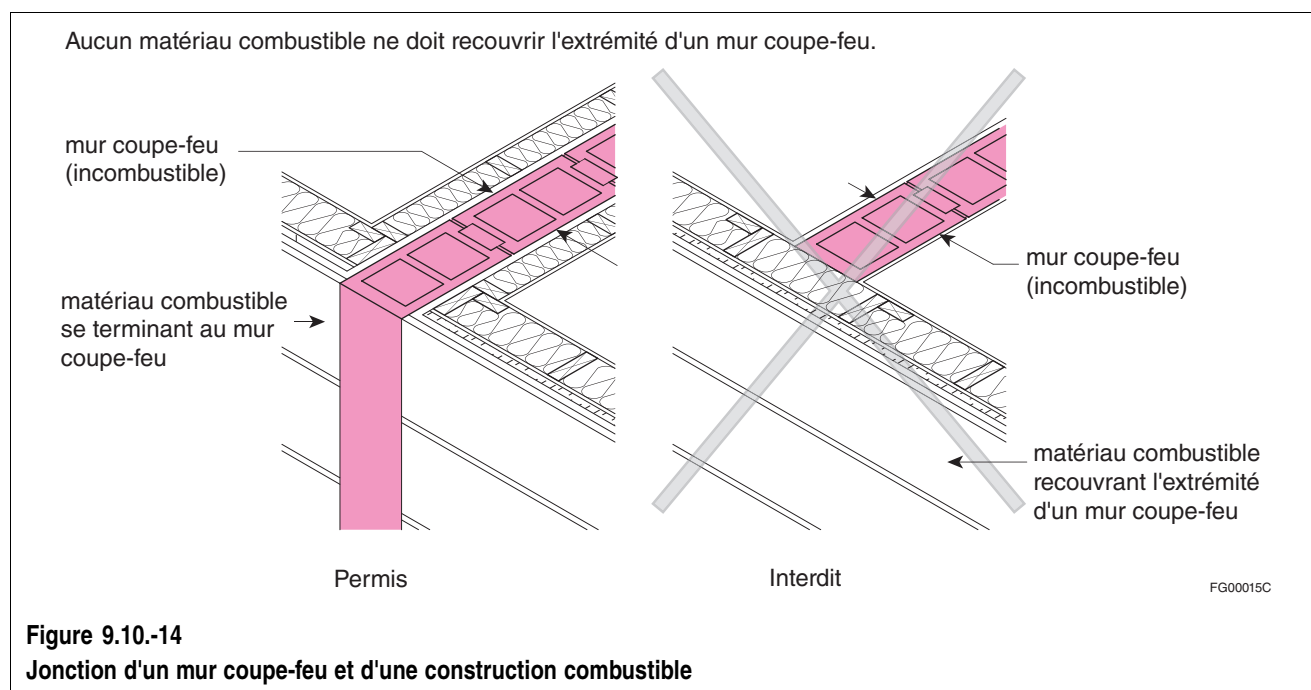 Aucun matériau combustible ne doit recouvrir l'extrémité d'un mur coupe-feu.
mur coupe-feu
(incombustible)
matériau combustible
se terminant au mur
coupe-feu
mur coupe-feu
(incombustible)
matériau combustible
recouvrant l'extrémité
d'un mur coupe-feu
Permis
Interdit
FG00015C
Figure 9.10.-14
Jonction d'un mur coupe-feu et d'une construction combustible